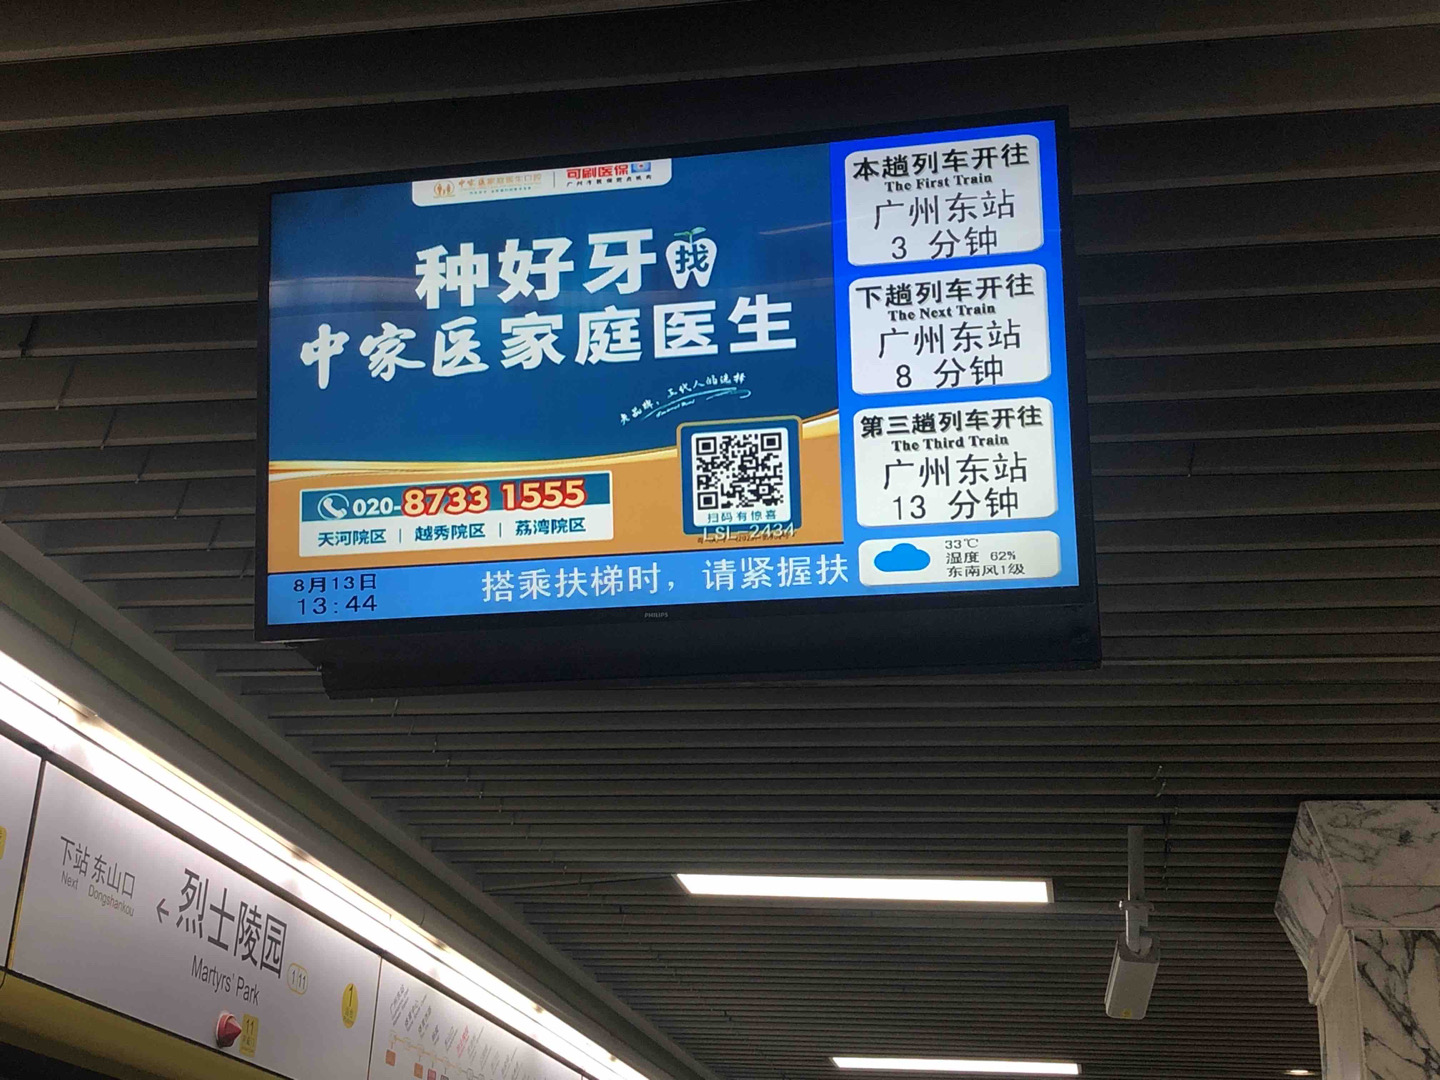 可刷医保
种好牙找
中家医家庭医生
020-8733 1555
天河院区 | 越秀院区 | 荔湾院区
扫码有惊喜
LSL_2434
本趟列车开往
The First Train
广州东站
3 分钟
下趟列车开往
The Next Train
广州东站
8 分钟
第三趟列车开往
The Third Train
广州东站
13 分钟
33℃
湿度 62%
东南风1级
8月13日
13:44
搭乘扶梯时，请紧握扶
PHILIPS
下站 东山口
Next Dongshankou
←
烈士陵园
Martyrs' Park
1|11
1
11